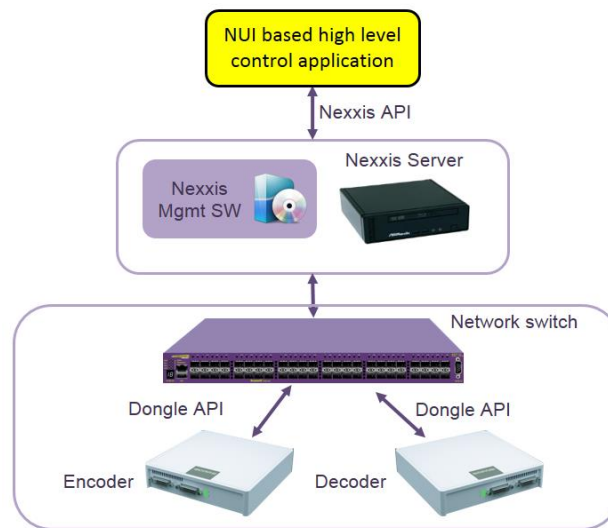 NUI based high level
control application
Nexxis API
Nexxis Server
Nexxis
Mgmt SW
Network switch
Dongle API
Dongle API
Encoder
Decoder